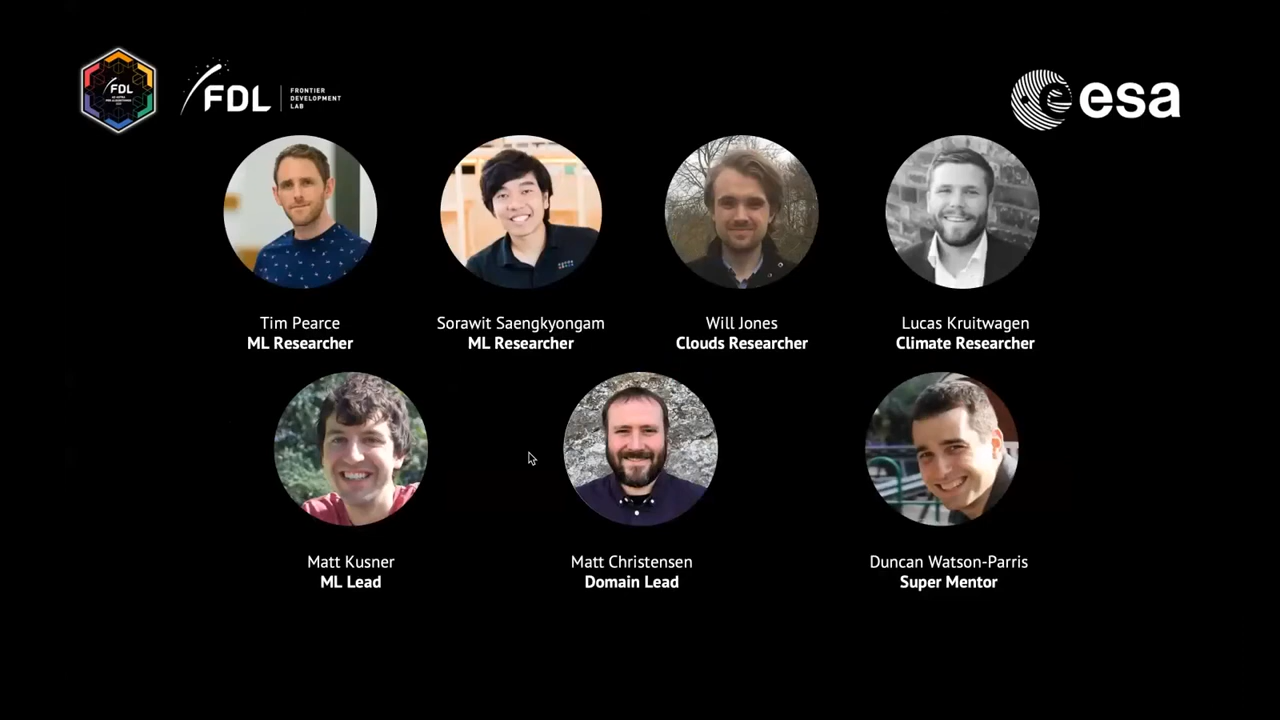 FDL
FDL
FRONTIER
DEVELOPMENT
LAB
esa
Tim Pearce
ML Researcher
Sorawit Saengkyongam
ML Researcher
Will Jones
Clouds Researcher
Lucas Kruitwagen
Climate Researcher
Matt Kusner
ML Lead
Matt Christensen
Domain Lead
Duncan Watson-Parris
Super Mentor